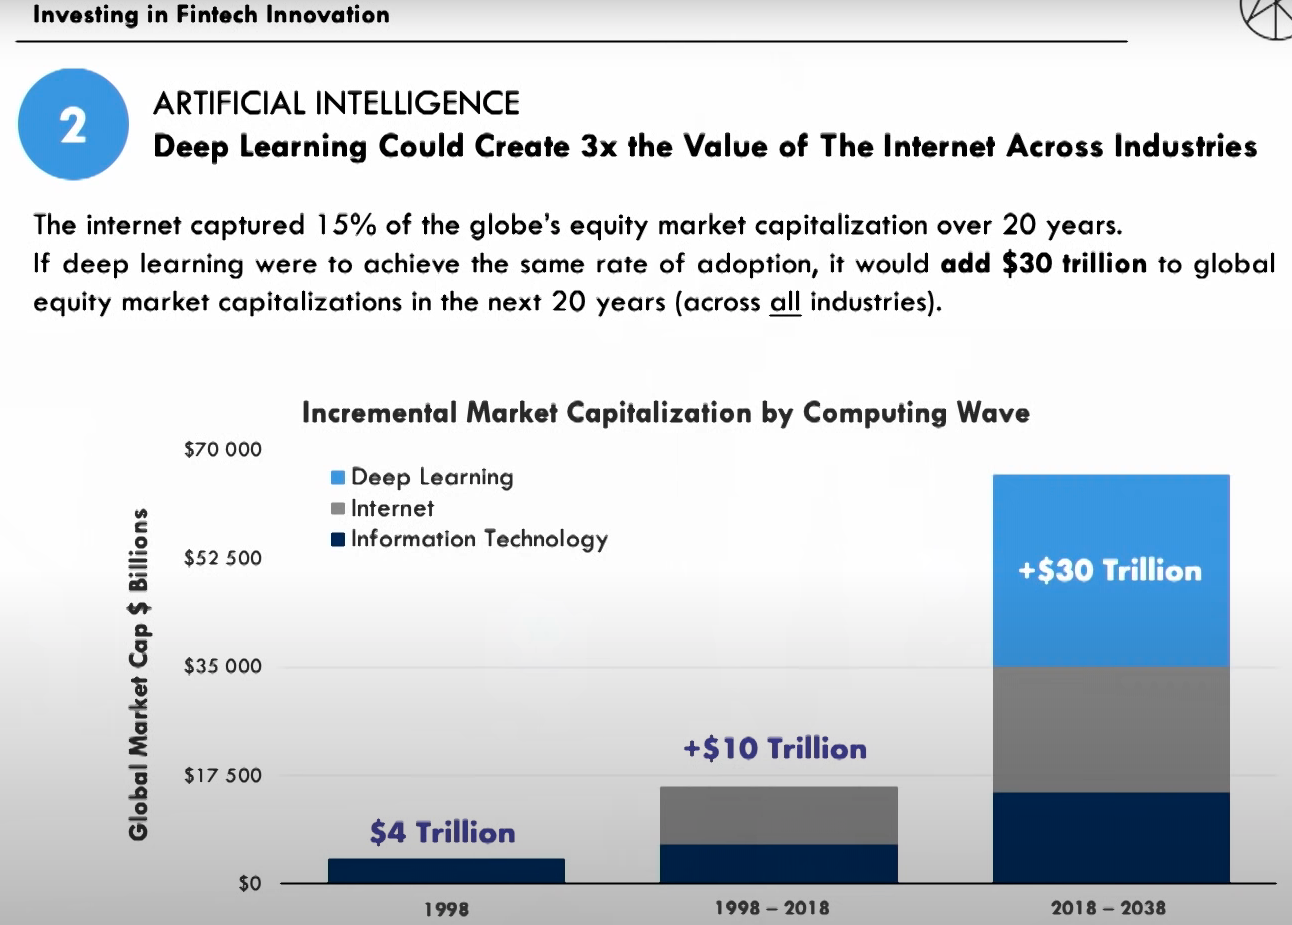 Investing in Fintech Innovation
2
ARTIFICIAL INTELLIGENCE
Deep Learning Could Create 3x the Value of The Internet Across Industries
The internet captured 15% of the globe's equity market capitalization over 20 years.
If deep learning were to achieve the same rate of adoption, it would add $30 trillion to global
equity market capitalizations in the next 20 years (across all industries).
Incremental Market Capitalization by Computing Wave
Global Market Cap $ Billions
$70 000
$52 500
$35 000
$17 500
$0
Deep Learning
Internet
Information Technology
$4 Trillion
+$10 Trillion
+$30 Trillion
1998
1998 – 2018
2018 – 2038